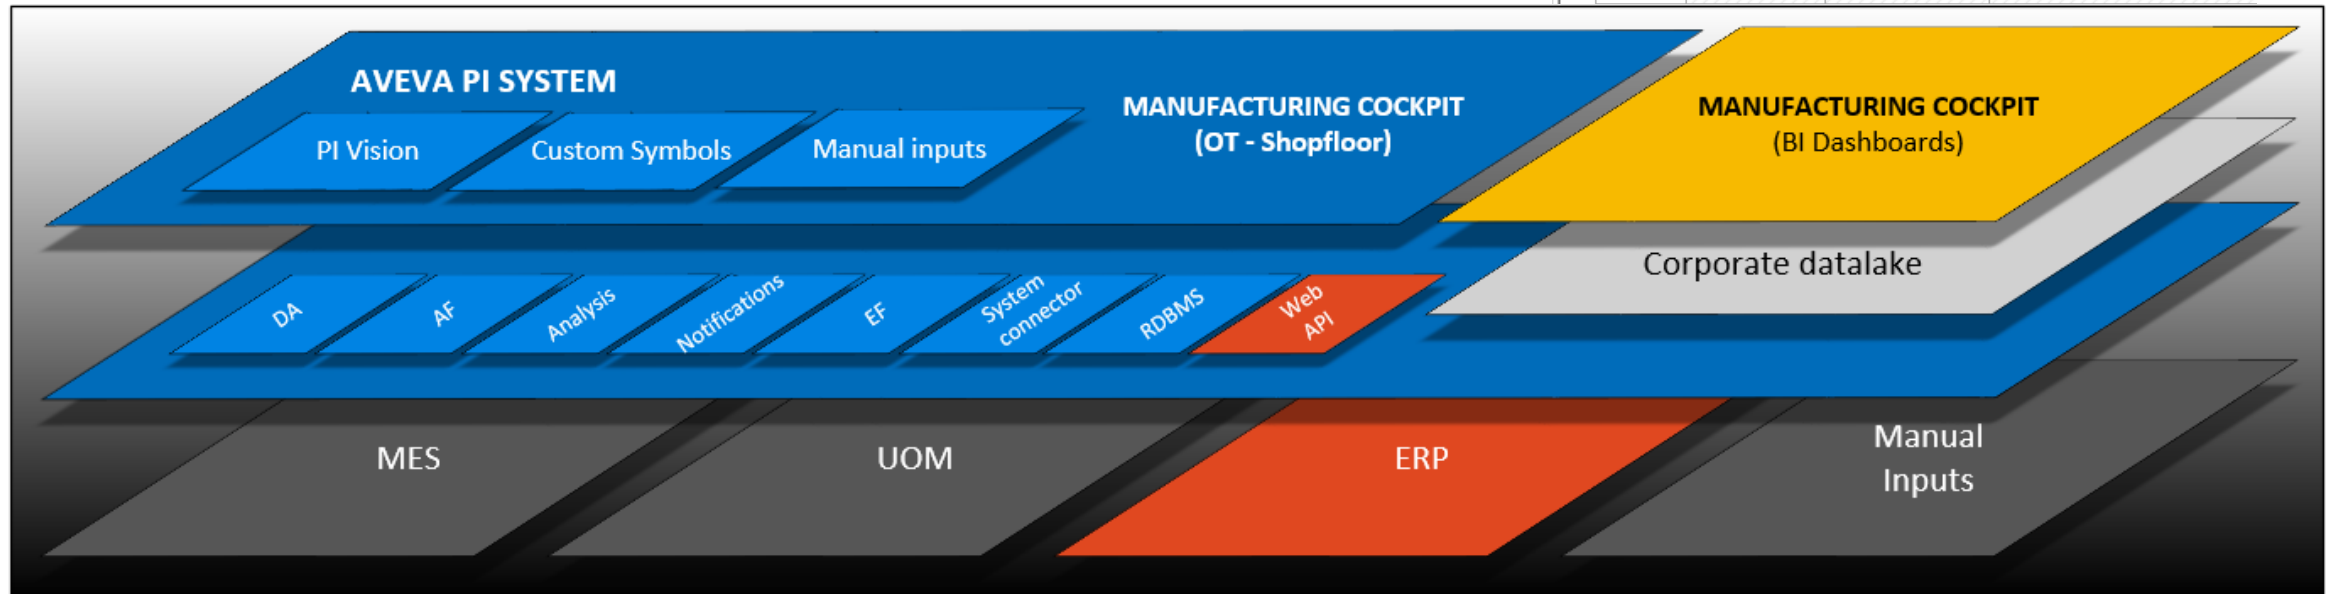 AVEVA PI SYSTEM
PI Vision
Custom Symbols
Manual inputs
MANUFACTURING COCKPIT
(OT - Shopfloor)
MANUFACTURING COCKPIT
(BI Dashboards)
Corporate datalake
DA
AF
Analysis
Notifications
EF
System
connector
RDBMS
Web
API
MES
UOM
ERP
Manual
Inputs